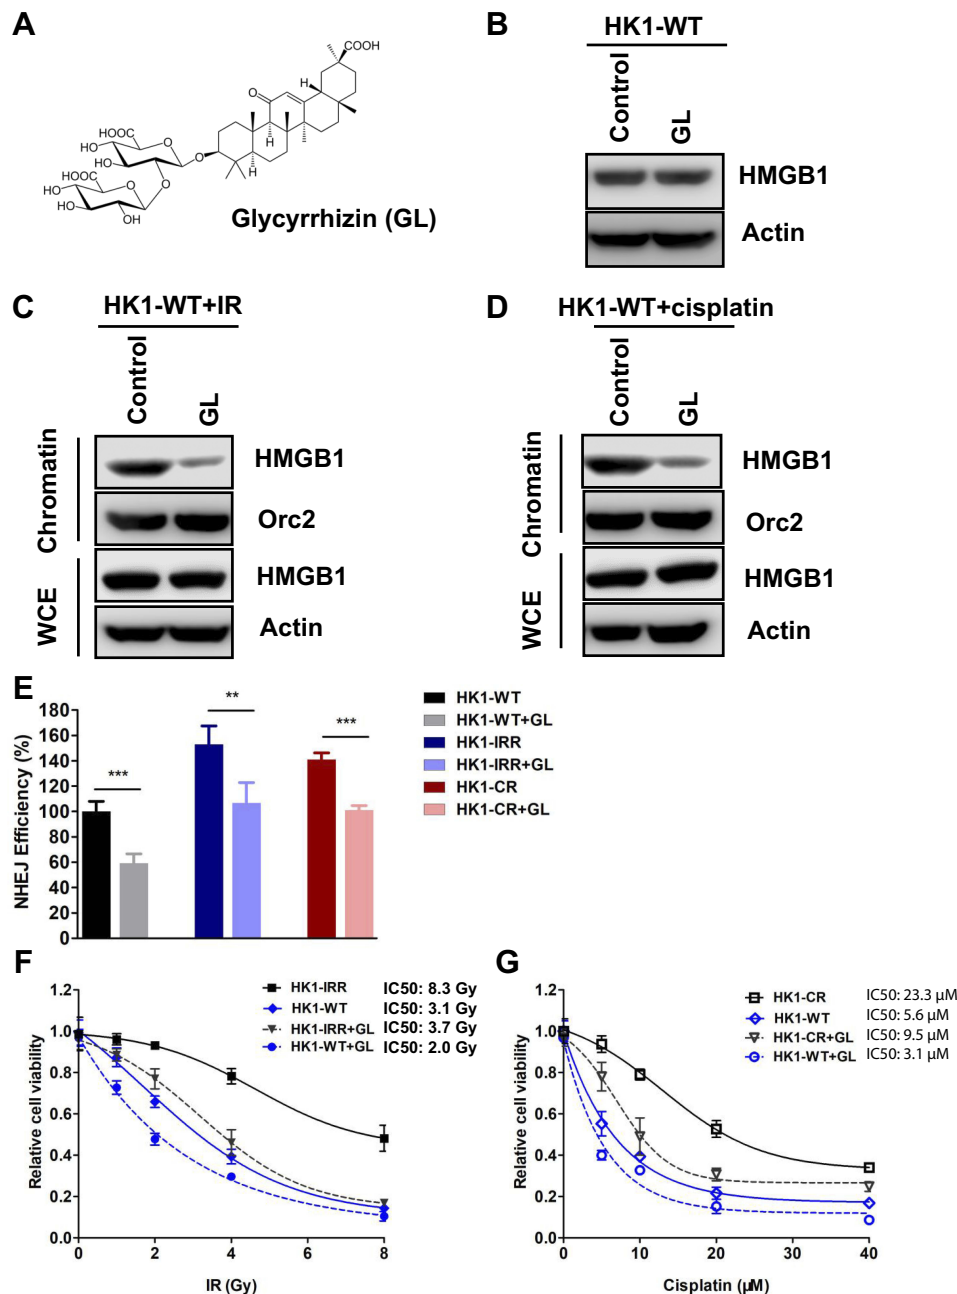 A
COOH
H
O
H
HOOC
O
HO
O
O
HO
H
HOOC
O
O
HO
HO
OH
Glycyrrhizin (GL)
B
HK1-WT
Control
GL
HMGB1
Actin
C
HK1-WT+IR
Control
GL
Chromatin
HMGB1
Orc2
WCE
HMGB1
Actin
D
HK1-WT+cisplatin
Control
GL
Chromatin
HMGB1
Orc2
WCE
HMGB1
Actin
E
NHEJ Efficiency (%)
180
160
140
120
100
80
60
40
20
0
***
**
***
HK1-WT
HK1-WT+GL
HK1-IRR
HK1-IRR+GL
HK1-CR
HK1-CR+GL
F
Relative cell viability
1.2
1.0
0.8
0.6
0.4
0.2
0.0
0 2 4 6 8
IR (Gy)
HK1-IRR IC50: 8.3 Gy
HK1-WT IC50: 3.1 Gy
HK1-IRR+GL IC50: 3.7 Gy
HK1-WT+GL IC50: 2.0 Gy
G
Relative cell viability
1.2
1.0
0.8
0.6
0.4
0.2
0.0
0 10 20 30 40
Cisplatin (µM)
HK1-CR IC50: 23.3 µM
HK1-WT IC50: 5.6 µM
HK1-CR+GL IC50: 9.5 µM
HK1-WT+GL IC50: 3.1 µM